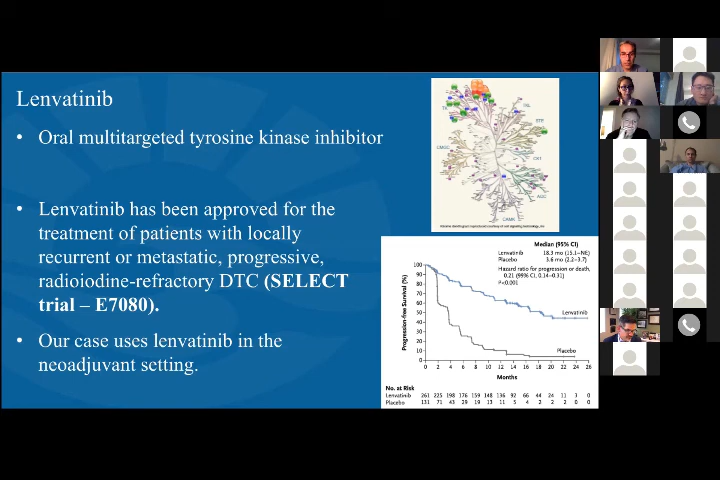 Lenvatinib
• Oral multitargeted tyrosine kinase inhibitor
• Lenvatinib has been approved for the
treatment of patients with locally
recurrent or metastatic, progressive,
radioiodine-refractory DTC (SELECT
trial – E7080).
• Our case uses lenvatinib in the
neoadjuvant setting.
TK
TKL
STE
CMGC
CK1
AGC
CAMK
Median (95% CI)
Lenvatinib 18.3 mo (15.1–NE)
Placebo 3.6 mo (2.2–3.7)
Hazard ratio for progression or death,
0.21 (99% CI, 0.14–0.31)
P<0.001
Progression-free Survival (%)
100
90
80
70
60
50
40
30
20
10
0
Lenvatinib
Placebo
0 2 4 6 8 10 12 14 16 18 20 22 24 26
Months
No. at Risk
Lenvatinib 261 225 198 176 159 148 136 92 66 44 24 11 3 0
Placebo 131 71 43 29 19 13 11 5 4 2 2 2 0 0